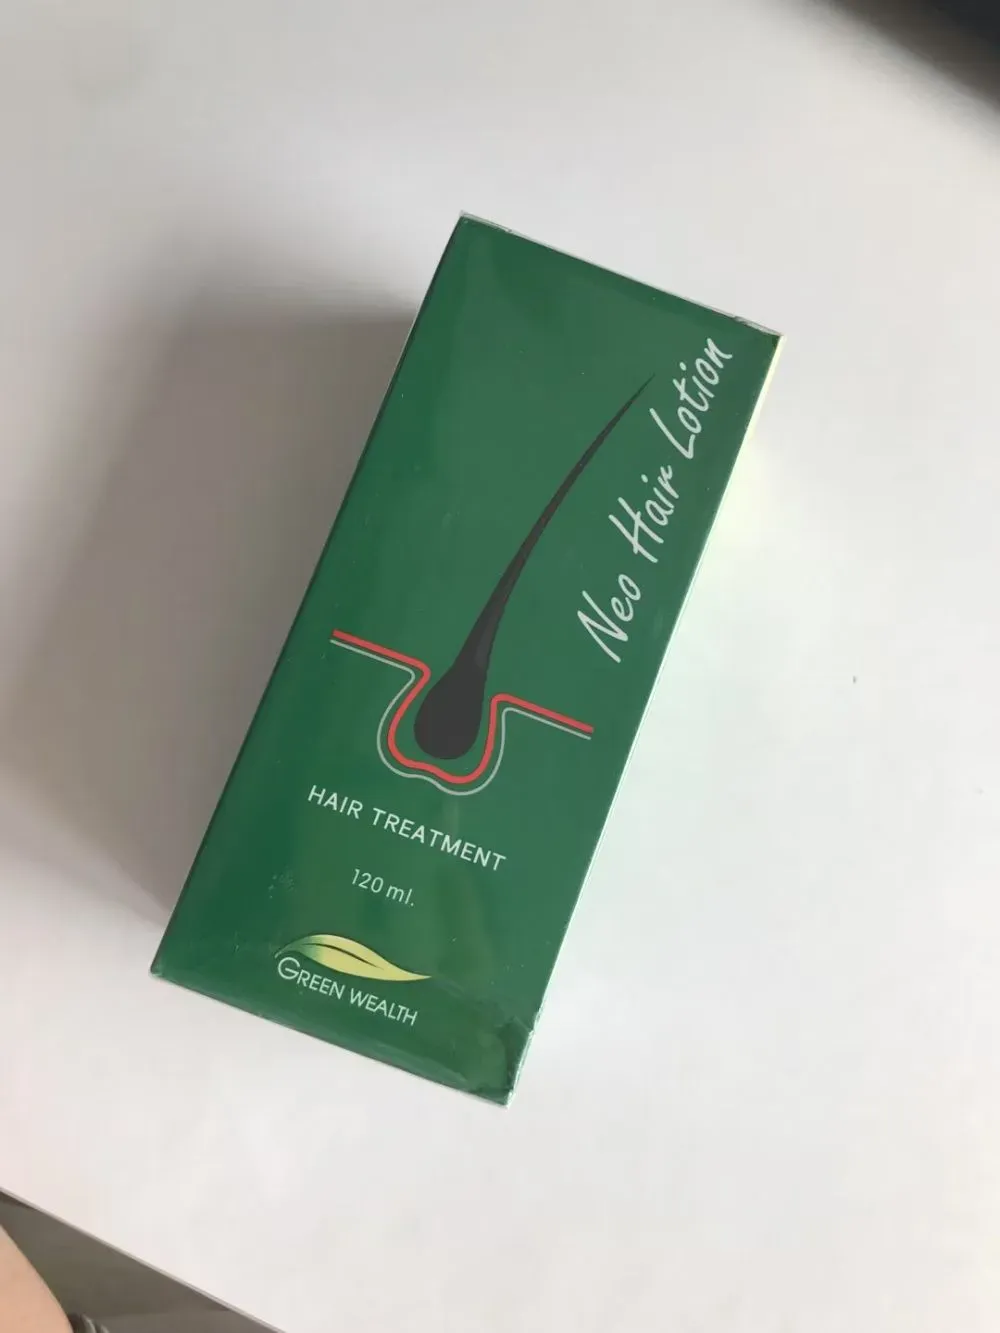 Neo Hair Lotion
HAIR TREATMENT
120 ml.
GREEN WEALTH